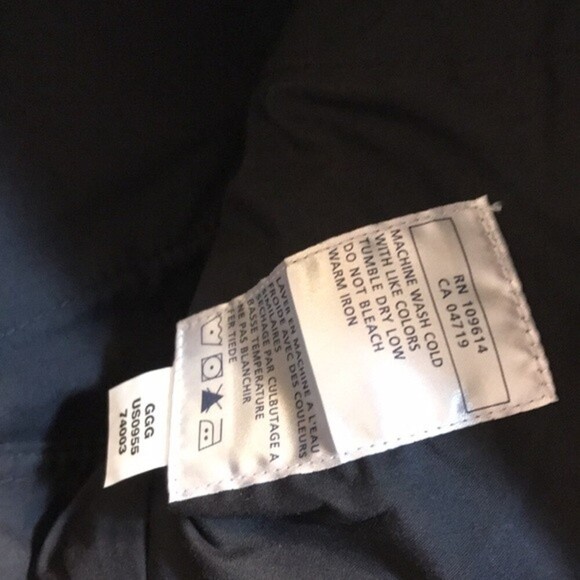 RN 109614
CA 04719
MACHINE WASH COLD
WITH LIKE COLORS
TUMBLE DRY LOW
DO NOT BLEACH
WARM IRON
LAVER EN MACHINE A L'EAU
FROIDE AVEC DES COULEURS
SIMILAIRES
SECHAGE PAR CULBUTAGE A
BASSE TEMPERATURE
NE PAS BLANCHIR
FER TIEDE
GGG
US0955
74003